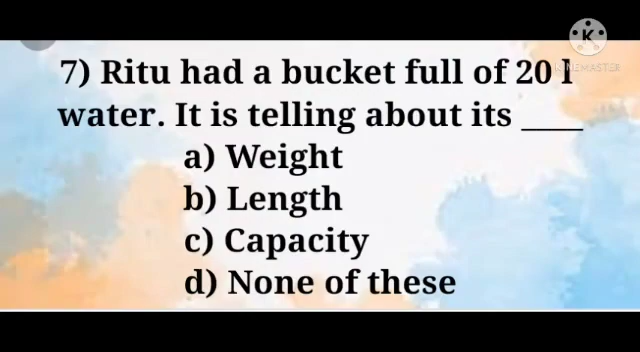 K
KINEMASTER
7) Ritu had a bucket full of 20 l
water. It is telling about its ____
a) Weight
b) Length
c) Capacity
d) None of these